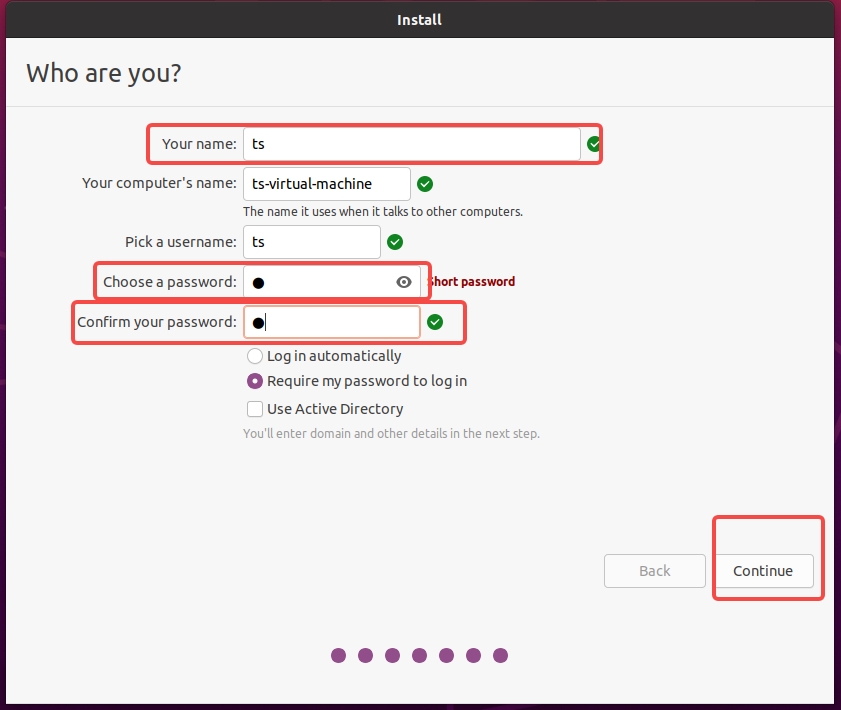 Install
Who are you?
Your name: ts
Your computer's name: ts-virtual-machine
The name it uses when it talks to other computers.
Pick a username: ts
Choose a password: ● Short password
Confirm your password: ●
Log in automatically
Require my password to log in
Use Active Directory
You'll enter domain and other details in the next step.
Back Continue